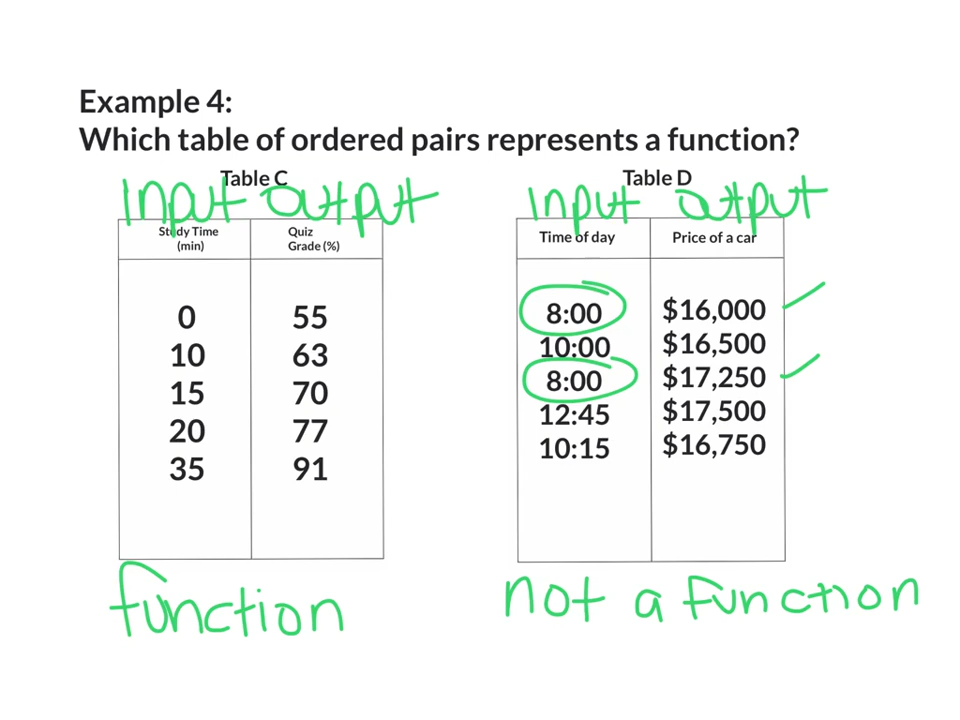 Example 4:
Which table of ordered pairs represents a function?
Table C
Input output
Study Time (min) Quiz Grade (%)
0 55
10 63
15 70
20 77
35 91
function
Table D
Input output
Time of day Price of a car
8:00 $16,000
10:00 $16,500
8:00 $17,250
12:45 $17,500
10:15 $16,750
not a function